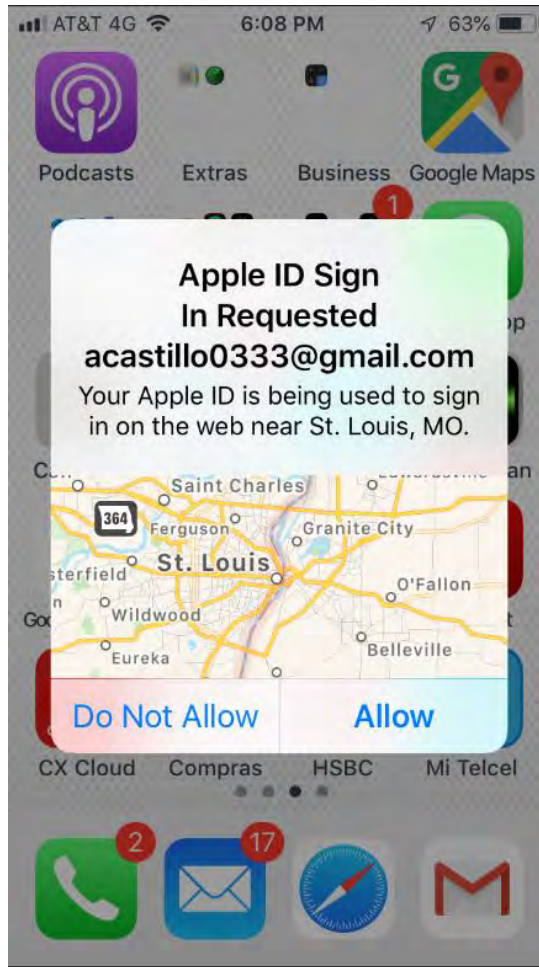 AT&T 4G 6:08 PM 63%
Podcasts Extras Business Google Maps
1
Apple ID Sign
In Requested
acastillo0333@gmail.com
Your Apple ID is being used to sign
in on the web near St. Louis, MO.
Saint Charles
364
Ferguson
Granite City
St. Louis
O'Fallon
Wildwood
Belleville
Eureka
Do Not Allow Allow
CX Cloud Compras HSBC Mi Telcel
2 17